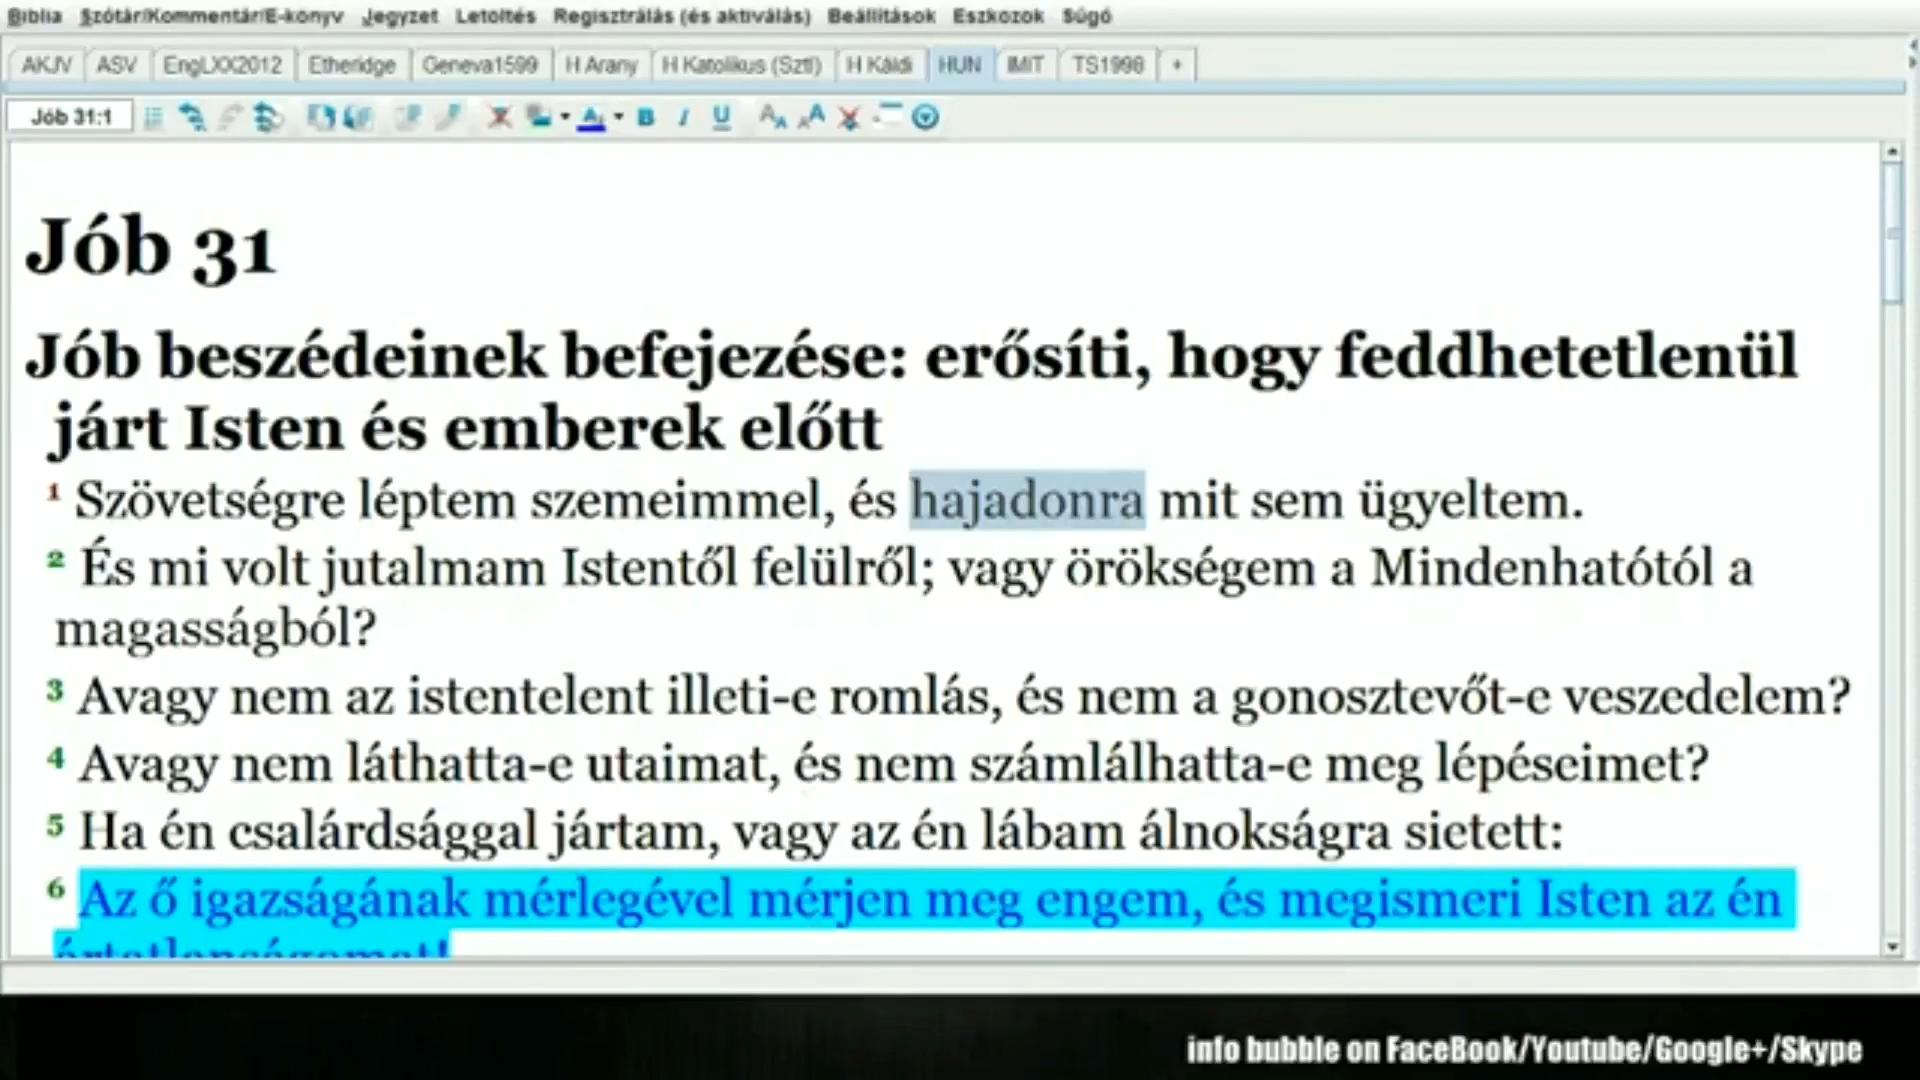 Biblia Szótár/Kommentár/E-könyv Jegyzet Letöltés Regisztrálás (és aktiválás) Beállítások Eszközök Súgó
AKJV ASV EngLXX2012 Etheridge Geneva1599 H Arany H Katolikus (SztI) H Káldi HUN IMIT TS1998 +
Jób 31:1
Jób 31
Jób beszédeinek befejezése: erősíti, hogy feddhetetlenül
járt Isten és emberek előtt
1 Szövetségre léptem szemeimmel, és hajadonra mit sem ügyeltem.
2 És mi volt jutalmam Istentől felülről; vagy örökségem a Mindenhatótól a
magasságból?
3 Avagy nem az istentelent illeti-e romlás, és nem a gonosztevőt-e veszedelem?
4 Avagy nem láthatta-e utaimat, és nem számlálhatta-e meg lépéseimet?
5 Ha én csalárdsággal jártam, vagy az én lábam álnokságra sietett:
6 Az ő igazságának mérlegével mérjen meg engem, és megismeri Isten az én
ártatlanságomat!
info bubble on FaceBook/Youtube/Google+/Skype